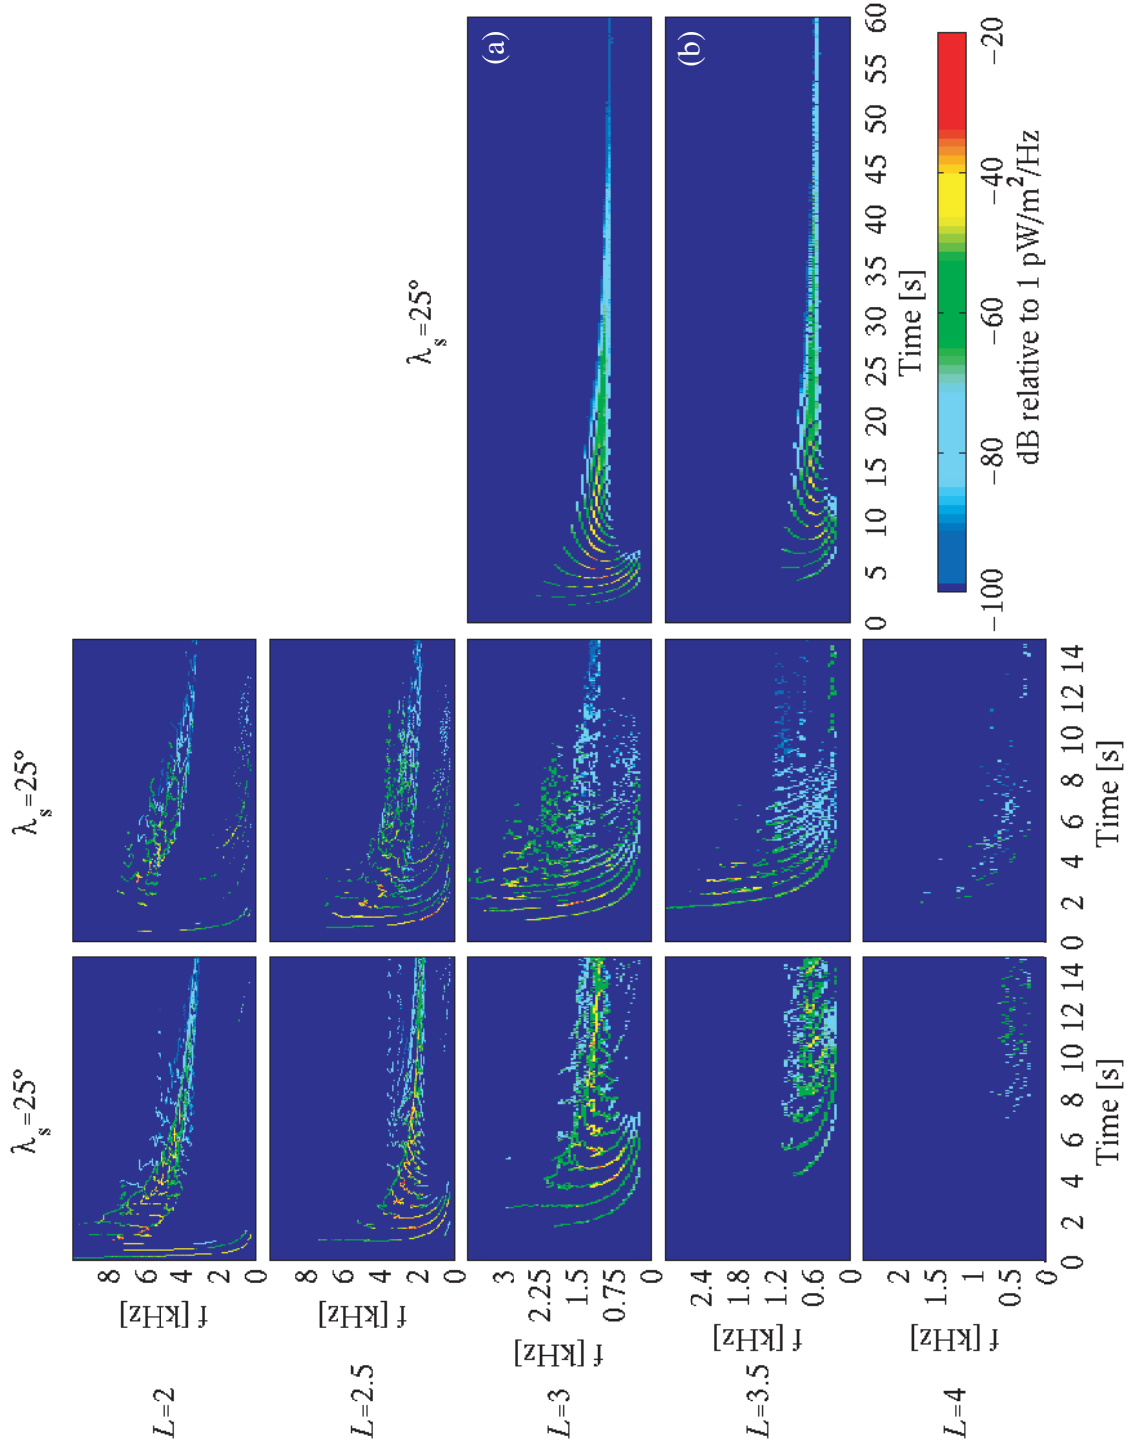 λs=25º
λs=25º
L=2
f [kHz]
8
6
4
2
0
L=2.5
f [kHz]
8
6
4
2
0
λs=25º
L=3
f [kHz]
3
2.25
1.5
0.75
0
(a)
L=3.5
f [kHz]
2.4
1.8
1.2
0.6
0
(b)
0 5 10 15 20 25 30 35 40 45 50 55 60
Time [s]
L=4
f [kHz]
2
1.5
1
0.5
0
−100 −80 −60 −40 −20
dB relative to 1 pW/m²/Hz
0 2 4 6 8 10 12 14
0 2 4 6 8 10 12 14
Time [s]
Time [s]